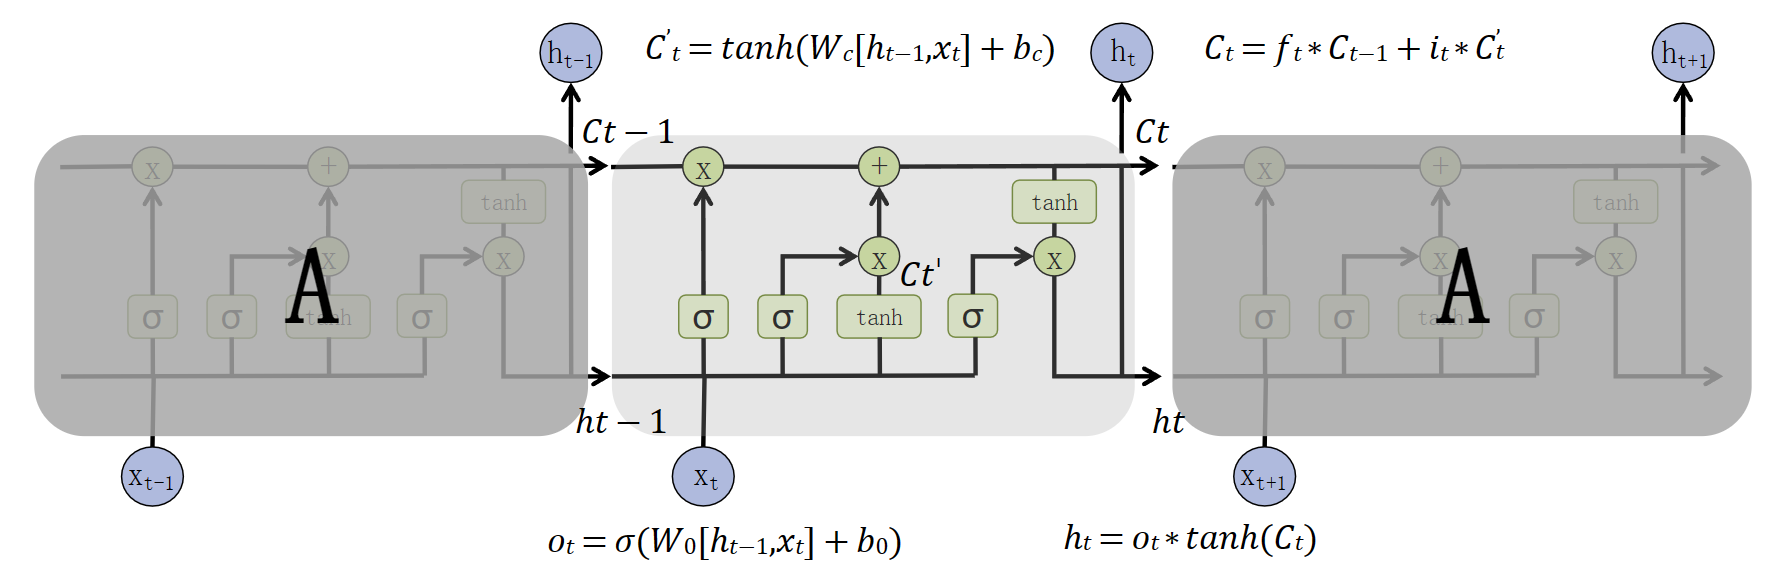 h_{t-1}
C'_t = tanh(W_c[h_{t-1},x_t] + b_c)
h_t
C_t = f_t * C_{t-1} + i_t * C'_t
h_{t+1}
Ct − 1
Ct
x + tanh
x + tanh
x + tanh
x x
x Ct' x
x x
A
A
σ σ tanh σ
σ σ tanh σ
σ σ tanh σ
ht − 1
ht
X_{t-1}
X_t
X_{t+1}
o_t = σ(W_0[h_{t-1},x_t] + b_0)
h_t = o_t * tanh(C_t)